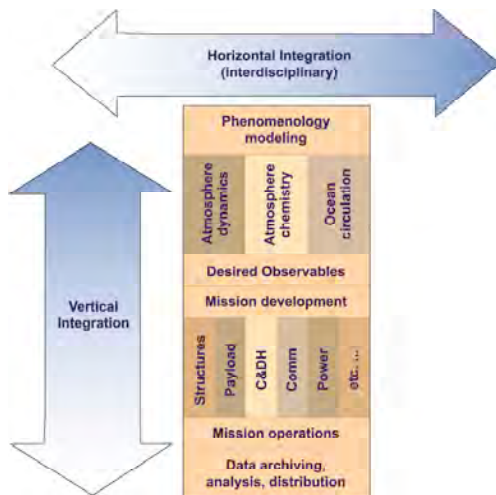 Horizontal Integration
(interdisciplinary)
Phenomenology
modeling
Atmosphere
dynamics
Atmosphere
chemistry
Ocean
circulation
Desired Observables
Mission development
Vertical
Integration
Structures
Payload
C&DH
Comm
Power
etc. ...
Mission operations
Data archiving,
analysis, distribution